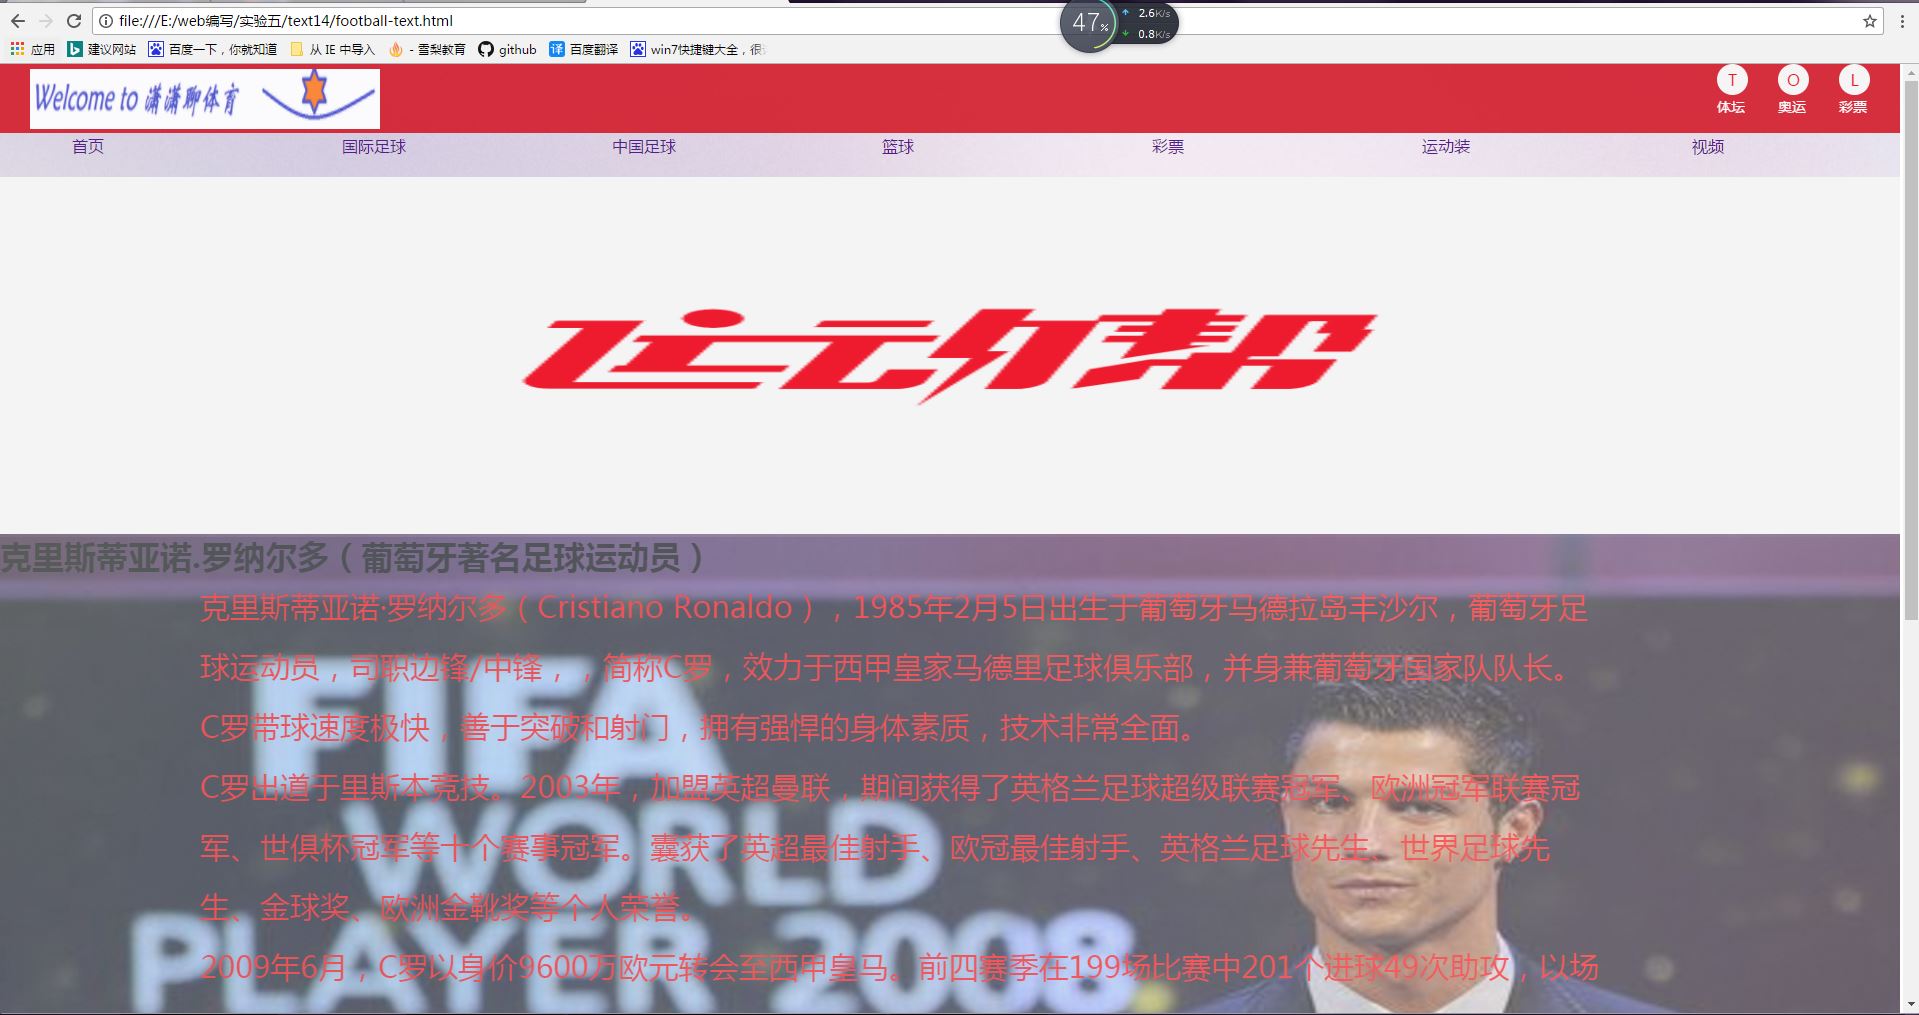 file:///E:/web编写/实验五/text14/football-text.html
47%
2.6K/s
0.8K/s
应用 建议网站 百度一下，你就知道 从 IE 中导入 - 雪梨教育 github 百度翻译 win7快捷键大全，很
Welcome to 潇潇聊体育
T O L
体坛 奥运 彩票
首页 国际足球 中国足球 篮球 彩票 运动装 视频
运动帮
克里斯蒂亚诺.罗纳尔多（葡萄牙著名足球运动员）
克里斯蒂亚诺·罗纳尔多（Cristiano Ronaldo），1985年2月5日出生于葡萄牙马德拉岛丰沙尔，葡萄牙足
球运动员，司职边锋/中锋，，简称C罗，效力于西甲皇家马德里足球俱乐部，并身兼葡萄牙国家队队长。
C罗带球速度极快，善于突破和射门，拥有强悍的身体素质，技术非常全面。
C罗出道于里斯本竞技。2003年，加盟英超曼联，期间获得了英格兰足球超级联赛冠军、欧洲冠军联赛冠
军、世俱杯冠军等十个赛事冠军。囊获了英超最佳射手、欧冠最佳射手、英格兰足球先生、世界足球先
生、金球奖、欧洲金靴奖等个人荣誉。
2009年6月，C罗以身价9600万欧元转会至西甲皇马。前四赛季在199场比赛中201个进球49次助攻，以场
FIFA
WORLD
PLAYER 2008